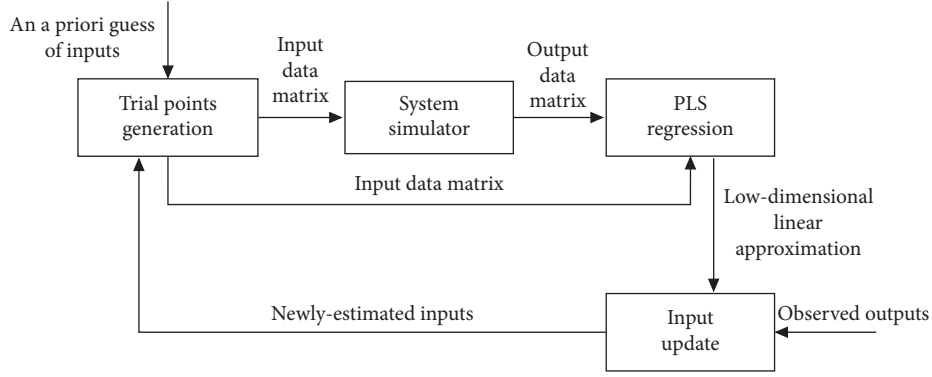 An a priori guess
of inputs
Input
data
matrix
Output
data
matrix
Trial points
generation
System
simulator
PLS
regression
Input data matrix
Low-dimensional
linear
approximation
Newly-estimated inputs
Input
update
Observed outputs